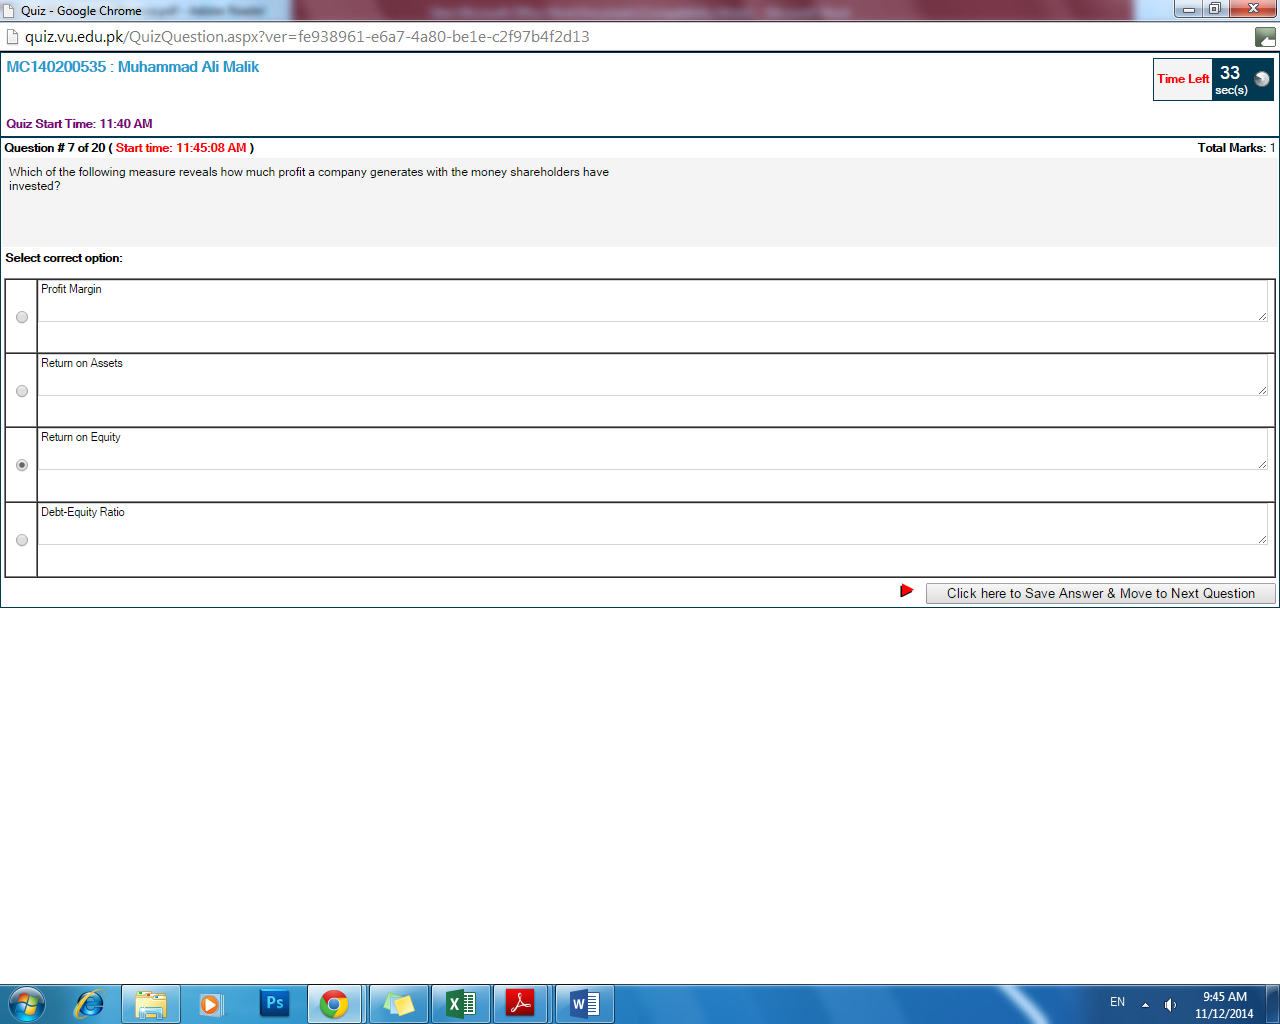 Quiz - Google Chrome
quiz.vu.edu.pk/QuizQuestion.aspx?ver=fe938961-e6a7-4a80-be1e-c2f97b4f2d13
MC140200535 : Muhammad Ali Malik
Time Left 33 sec(s)
Quiz Start Time: 11:40 AM
Question # 7 of 20 ( Start time: 11:45:08 AM ) Total Marks: 1
Which of the following measure reveals how much profit a company generates with the money shareholders have
invested?
Select correct option:
Profit Margin
Return on Assets
Return on Equity
Debt-Equity Ratio
Click here to Save Answer & Move to Next Question
Ps
EN
9:45 AM
11/12/2014